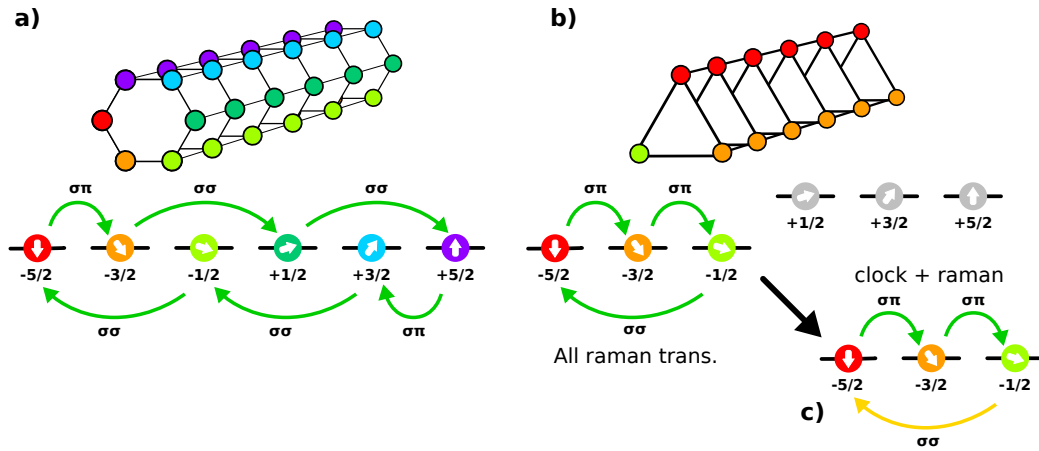 a)
σπ σσ σσ
-5/2 -3/2 -1/2 +1/2 +3/2 +5/2
σσ σσ σπ
b)
σπ σπ
+1/2 +3/2 +5/2
-5/2 -3/2 -1/2
σσ
All raman trans.
clock + raman
σπ σπ
-5/2 -3/2 -1/2
c)
σσ